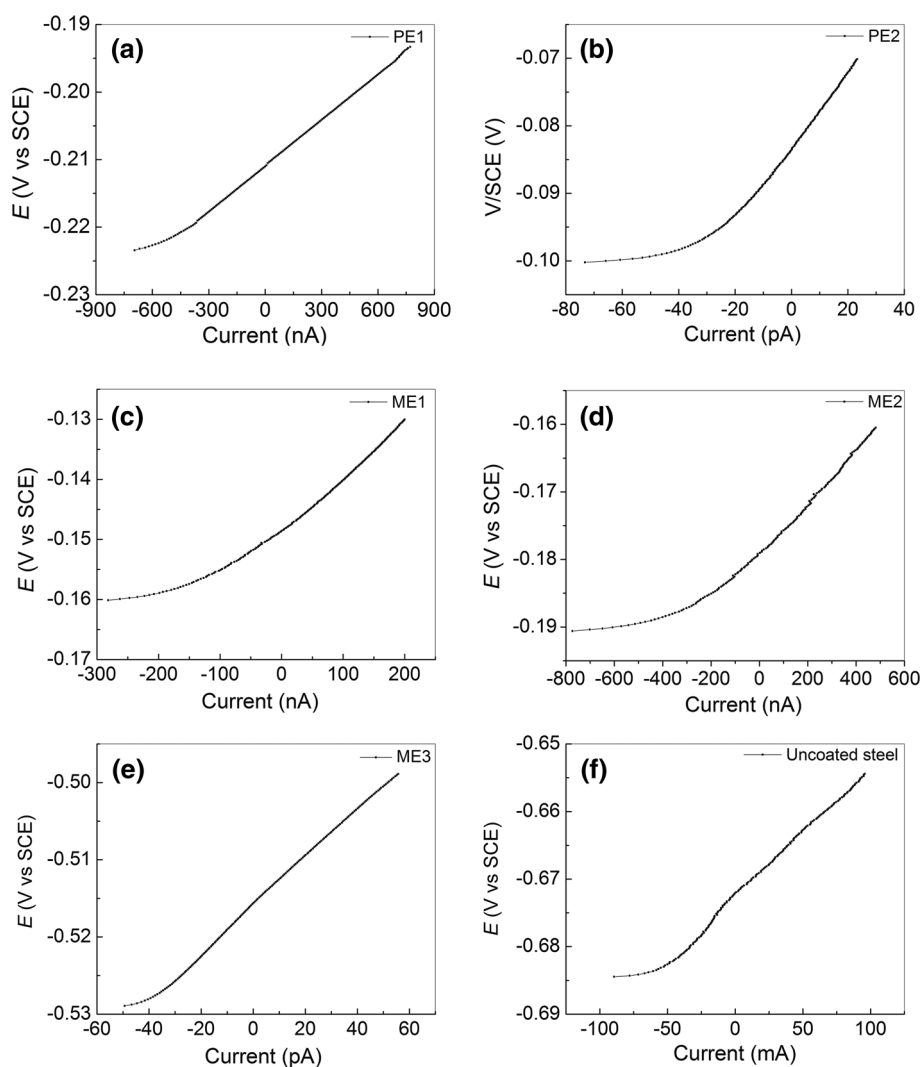 (a)
PE1
-0.19
-0.20
-0.21
-0.22
-0.23
E (V vs SCE)
-900 -600 -300 0 300 600 900
Current (nA)
(b)
PE2
-0.07
-0.08
-0.09
-0.10
V/SCE (V)
-80 -60 -40 -20 0 20 40
Current (pA)
(c)
ME1
-0.13
-0.14
-0.15
-0.16
-0.17
E (V vs SCE)
-300 -200 -100 0 100 200
Current (nA)
(d)
ME2
-0.16
-0.17
-0.18
-0.19
E (V vs SCE)
-800 -600 -400 -200 0 200 400 600
Current (nA)
(e)
ME3
-0.50
-0.51
-0.52
-0.53
E (V vs SCE)
-60 -40 -20 0 20 40 60
Current (pA)
(f)
Uncoated steel
-0.65
-0.66
-0.67
-0.68
-0.69
E (V vs SCE)
-100 -50 0 50 100
Current (mA)